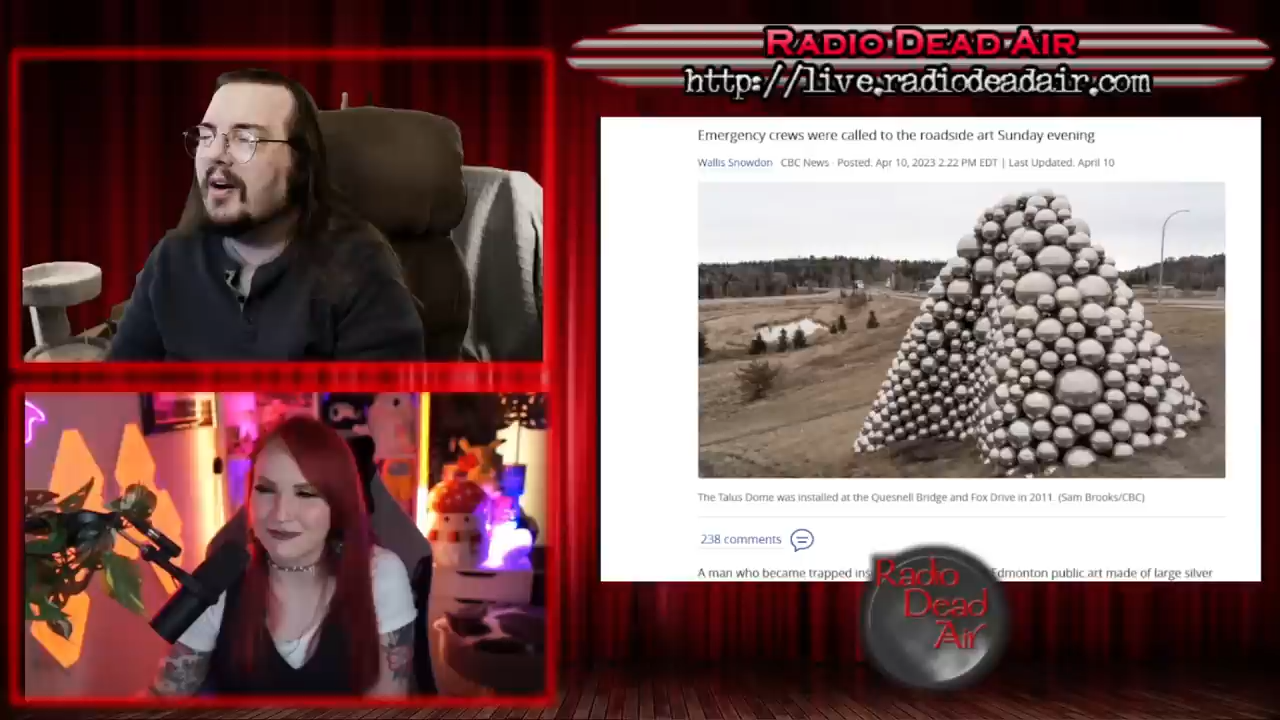 RADIO DEAD AIR
http://live.radiodeadair.com
Emergency crews were called to the roadside art Sunday evening
Wallis Snowdon CBC News · Posted: Apr 10, 2023 2:22 PM EDT | Last Updated: April 10
The Talus Dome was installed at the Quesnell Bridge and Fox Drive in 2011. (Sam Brooks/CBC)
238 comments
A man who became trapped Edmonton public art made of large silver
Radio
Dead
Air